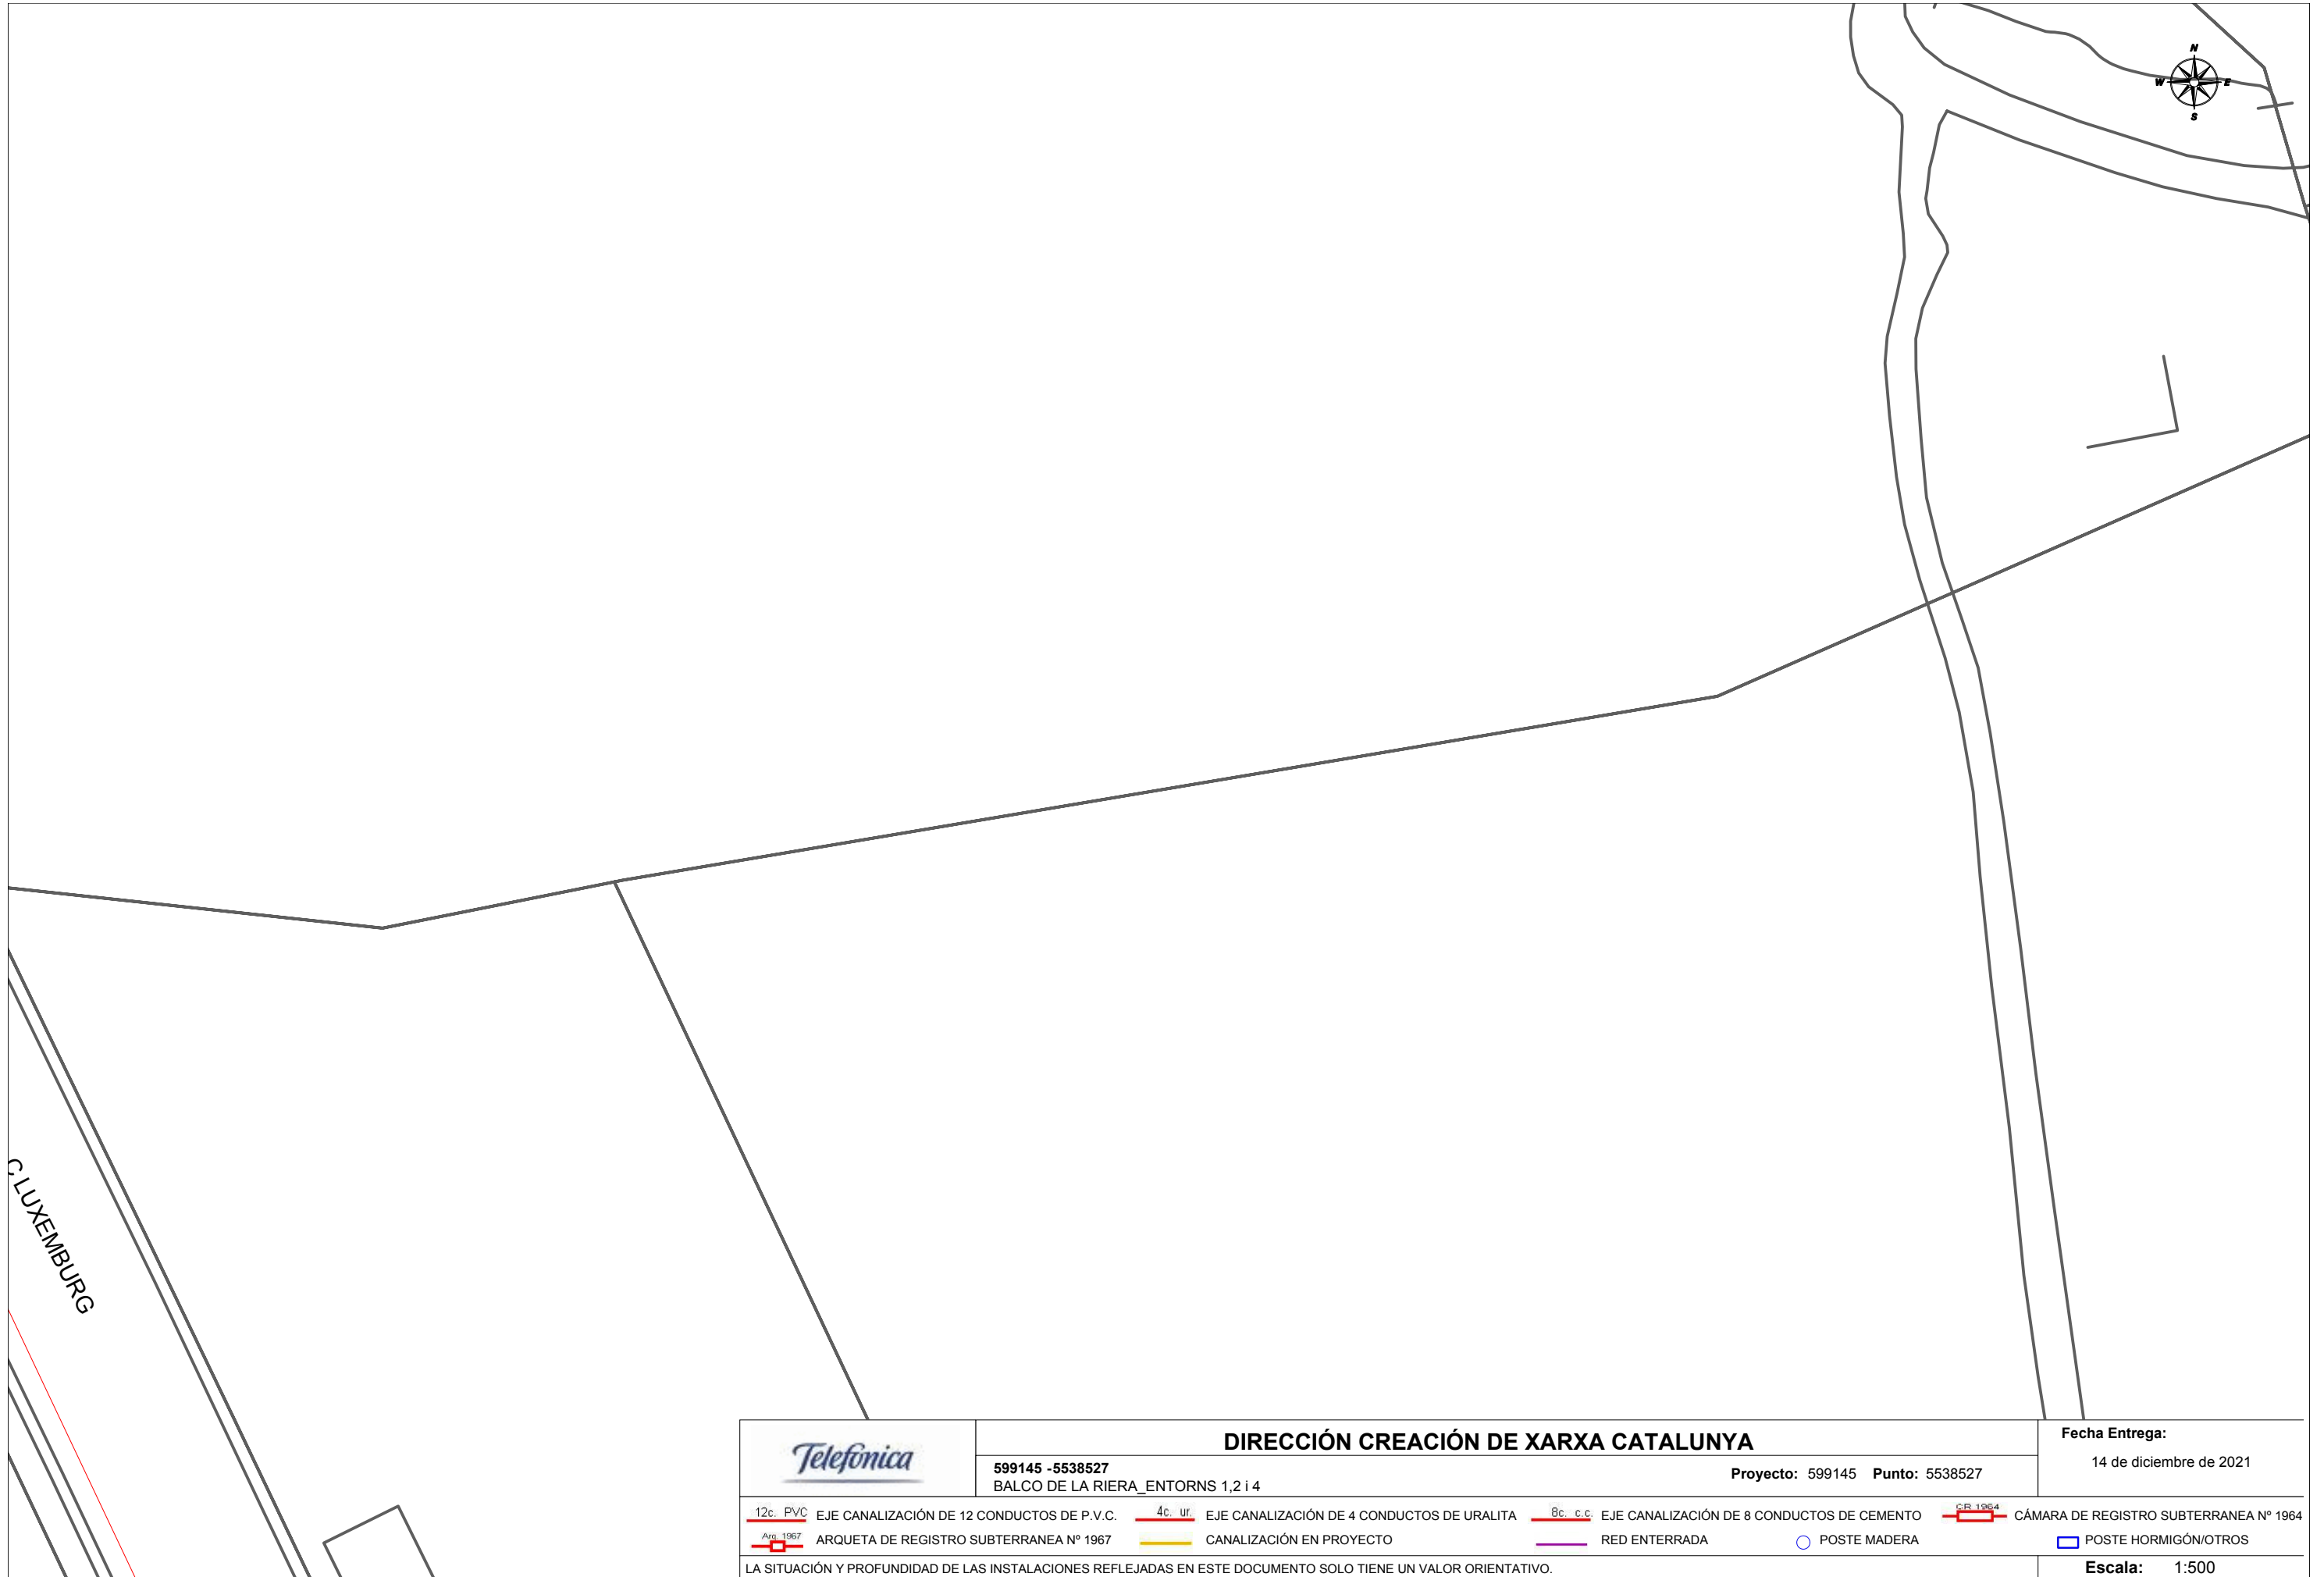 N
W E
S
C LUXEMBURG
Telefónica
DIRECCIÓN CREACIÓN DE XARXA CATALUNYA
599145 -5538527
BALCO DE LA RIERA_ENTORNS 1,2 i 4
Proyecto: 599145 Punto: 5538527
Fecha Entrega:
14 de diciembre de 2021
12c. PVC EJE CANALIZACIÓN DE 12 CONDUCTOS DE P.V.C. 4c. ur. EJE CANALIZACIÓN DE 4 CONDUCTOS DE URALITA 8c. c.c. EJE CANALIZACIÓN DE 8 CONDUCTOS DE CEMENTO CR 1964 CÁMARA DE REGISTRO SUBTERRANEA Nº 1964
Arq. 1967 ARQUETA DE REGISTRO SUBTERRANEA Nº 1967 CANALIZACIÓN EN PROYECTO RED ENTERRADA POSTE MADERA POSTE HORMIGÓN/OTROS
LA SITUACIÓN Y PROFUNDIDAD DE LAS INSTALACIONES REFLEJADAS EN ESTE DOCUMENTO SOLO TIENE UN VALOR ORIENTATIVO.
Escala: 1:500